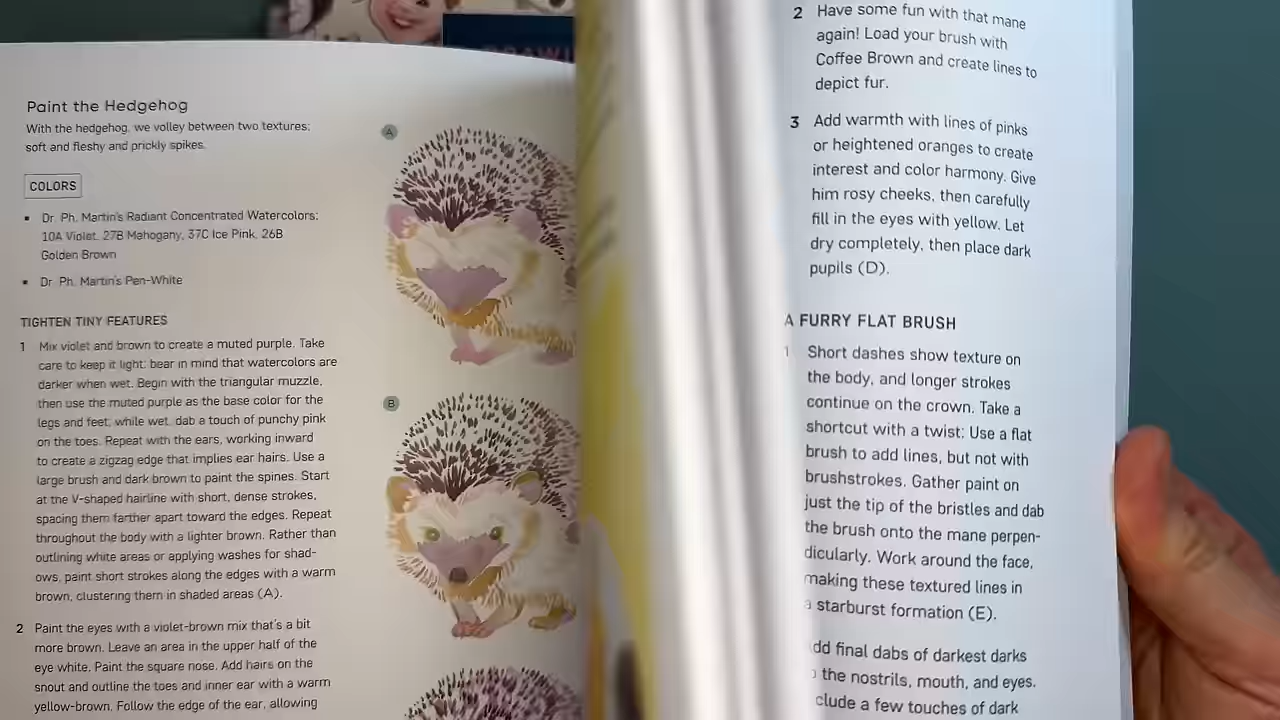 Paint the Hedgehog
With the hedgehog, we volley between two textures:
soft and fleshy and prickly spikes.
COLORS
▪ Dr. Ph. Martin's Radiant Concentrated Watercolors:
10A Violet, 27B Mahogany, 37C Ice Pink, 26B
Golden Brown
▪ Dr. Ph. Martin's Pen-White
TIGHTEN TINY FEATURES
1 Mix violet and brown to create a muted purple. Take
care to keep it light; bear in mind that watercolors are
darker when wet. Begin with the triangular muzzle,
then use the muted purple as the base color for the
legs and feet; while wet, dab a touch of punchy pink
on the toes. Repeat with the ears, working inward
to create a zigzag edge that implies ear hairs. Use a
large brush and dark brown to paint the spines. Start
at the V-shaped hairline with short, dense strokes,
spacing them farther apart toward the edges. Repeat
throughout the body with a lighter brown. Rather than
outlining white areas or applying washes for shad-
ows, paint short strokes along the edges with a warm
brown, clustering them in shaded areas (A).
2 Paint the eyes with a violet-brown mix that's a bit
more brown. Leave an area in the upper half of the
eye white. Paint the square nose. Add hairs on the
snout and outline the toes and inner ear with a warm
yellow-brown. Follow the edge of the ear, allowing
A
B
2 Have some fun with that mane
again! Load your brush with
Coffee Brown and create lines to
depict fur.
3 Add warmth with lines of pinks
or heightened oranges to create
interest and color harmony. Give
him rosy cheeks, then carefully
fill in the eyes with yellow. Let
dry completely, then place dark
pupils (D).
A FURRY FLAT BRUSH
1 Short dashes show texture on
the body, and longer strokes
continue on the crown. Take a
shortcut with a twist: Use a flat
brush to add lines, but not with
brushstrokes. Gather paint on
just the tip of the bristles and dab
the brush onto the mane perpen-
dicularly. Work around the face,
making these textured lines in
a starburst formation (E).
dd final dabs of darkest darks
the nostrils, mouth, and eyes.
clude a few touches of dark